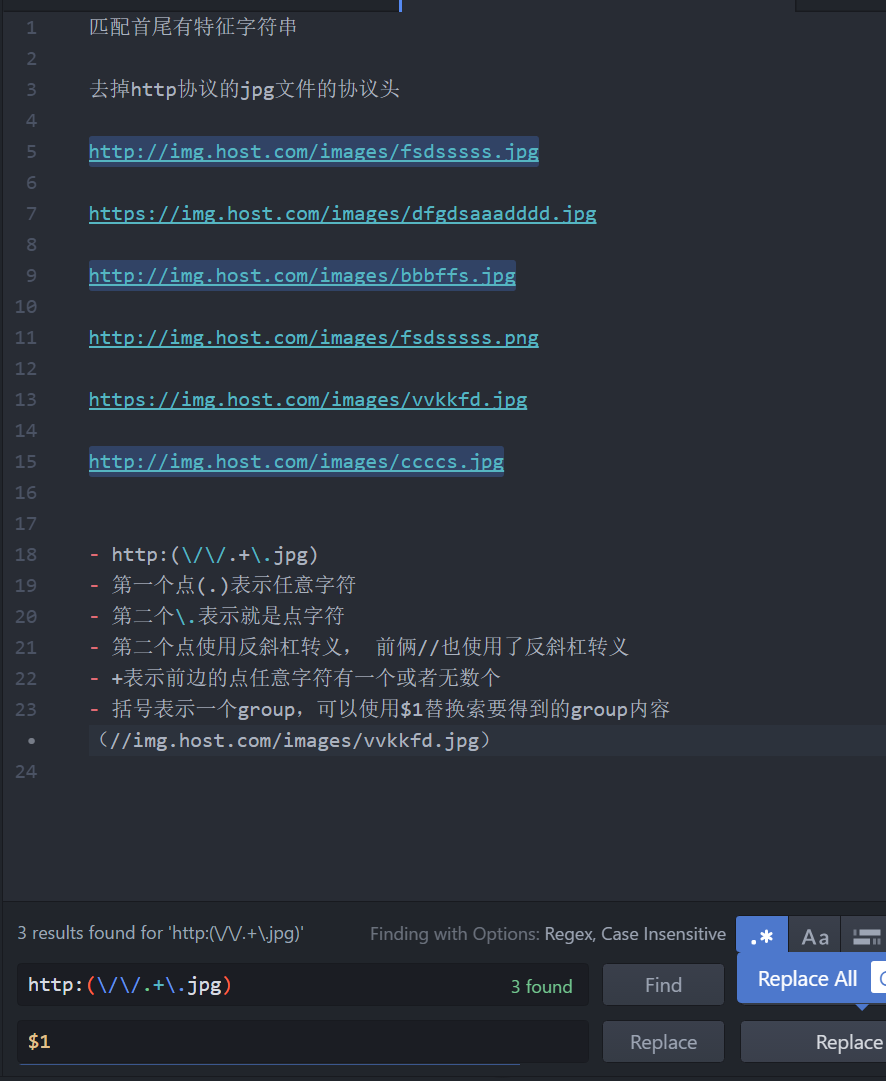 1 匹配首尾有特征字符串
2
3 去掉http协议的jpg文件的协议头
4
5 http://img.host.com/images/fsdsssss.jpg
6
7 https://img.host.com/images/dfgdsaaadddd.jpg
8
9 http://img.host.com/images/bbbffs.jpg
10
11 http://img.host.com/images/fsdsssss.png
12
13 https://img.host.com/images/vvkkfd.jpg
14
15 http://img.host.com/images/ccccs.jpg
16
17
18 - http:(\/\/.+\.jpg)
19 - 第一个点(.)表示任意字符
20 - 第二个\.表示就是点字符
21 - 第二个点使用反斜杠转义, 前俩//也使用了反斜杠转义
22 - +表示前边的点任意字符有一个或者无数个
23 - 括号表示一个group，可以使用$1替换索要得到的group内容
• （//img.host.com/images/vvkkfd.jpg）
24
3 results found for 'http:(\/\/.+\.jpg)' Finding with Options: Regex, Case Insensitive .* Aa
http:(\/\/.+\.jpg) 3 found Find Replace All
$1 Replace Replace